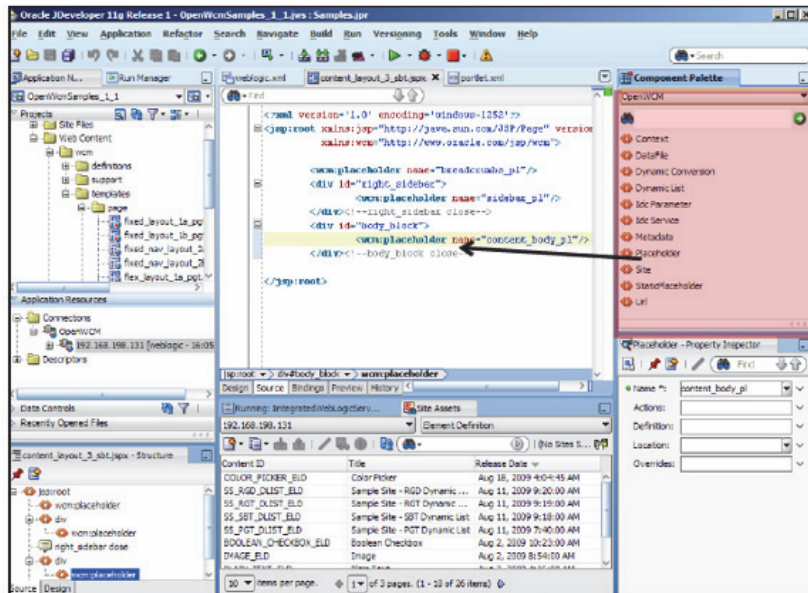 Oracle JDeveloper 11g Release 1 - OpenWcmSamples_1_1.jws : Samples.jpr
File Edit View Application Refactor Search Navigate Build Run Versioning Tools Window Help
Search
Application N... Run Manager
OpenWcmSamples_1_1
Projects
Site Files
Web Content
wcm
definitions
support
templates
page
fixed_layout_1a_pgt
fixed_layout_1b_pgt
fixed_nav_layout_
fixed_nav_layout_
flex_layout_1a_pgt.
Application Resources
Connections
OpenWCM
192.168.198.131 [weblogic - 16:05
Descriptors
Data Controls
Recently Opened Files
content_layout_3_sbt.jspx - Structure
jsp:root
wcm:placeholder
div
wcm:placeholder
right_sidebar close
div
wcm:placeholder
Source Design
weblogic.xml content_layout_3_sbt.jspx portlet.xml
Find
<?xml version='1.0' encoding='windows-1252'?>
<jsp:root xmlns:jsp="http://java.sun.com/JSP/Page" version
xmlns:wcm="http://www.oracle.com/jsp/wcm">
<wcm:placeholder name="breadcrumbs_pl"/>
<div id="right_sidebar">
<wcm:placeholder name="sidebar_pl"/>
</div><!--right_sidebar close-->
<div id="body_block">
<wcm:placeholder name="content_body_pl"/>
</div><!--body_block close-->
</jsp:root>
jsp:root div#body_block wcm:placeholder
Design Source Bindings Preview History
Running: IntegratedWebLogicServ... Site Assets
192.168.198.131 Element Definition
(No Sites S...
Content ID Title Release Date
COLOR_PICKER_ELD Color Picker Aug 18, 2009 4:04:45 AM
SS_RGD_DLIST_ELD Sample Site - RGD Dynamic ... Aug 11, 2009 9:20:00 AM
SS_RGT_DLIST_ELD Sample Site - RGT Dynamic ... Aug 11, 2009 9:19:00 AM
SS_SBT_DLIST_ELD Sample Site - SBT Dynamic List Aug 11, 2009 9:18:00 AM
SS_PGT_DLIST_ELD Sample Site - PGT Dynamic List Aug 11, 2009 7:40:00 AM
BOOLEAN_CHECKBOX_ELD Boolean Checkbox Aug 2, 2009 10:23:00 AM
IMAGE_ELD Image Aug 2, 2009 8:54:00 AM
10 items per page. 1 of 3 pages. (1 - 10 of 26 items)
Component Palette
OpenWCM
Context
DataFile
Dynamic Conversion
Dynamic List
Idc Parameter
Idc Service
Metadata
Placeholder
Site
StaticPlaceholder
Url
Placeholder - Property Inspector
Find
Name *: content_body_pl
Actions:
Definition:
Location:
Overrides: